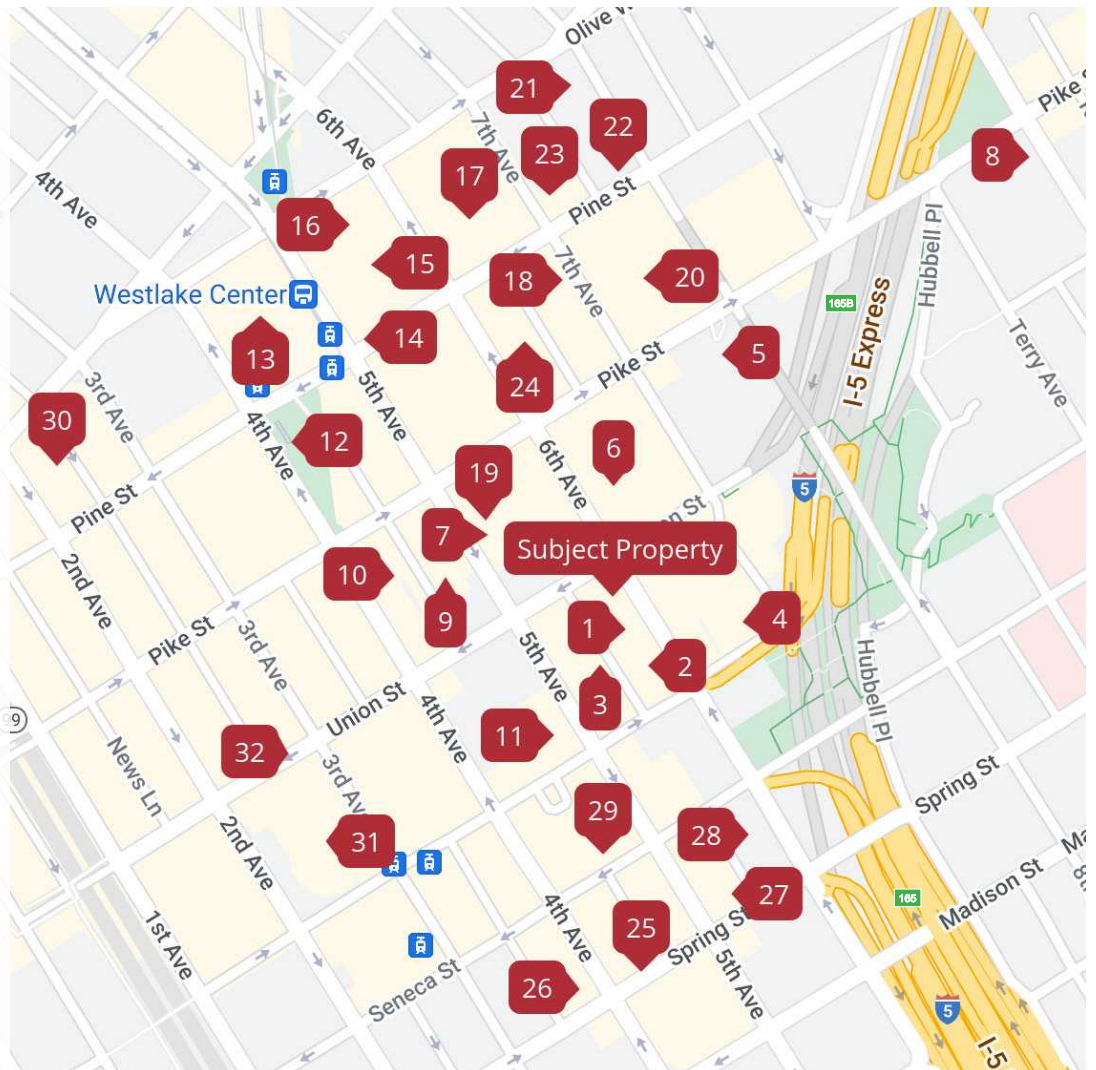 Olive W
21
6th Ave
7th Ave
22
Pike S
23
8
17
4th Ave
Pine St
16
15
18
7th Ave
20
Hubbell Pl
Westlake Center
165B
I-5 Express
14
13
5
Terry Ave
Pike St
3rd Ave
5th Ave
24
30
12
4th Ave
6
6th Ave
19
5
Pine St
n St
7
Subject Property
10
2nd Ave
9
1
4
Pike St
3rd Ave
5th Ave
2
Hubbell Pl
3
Union St
4th Ave
99
11
32
News Ln
3rd Av
Spring St
29
28
31
2nd Ave
Ma
8t
27
Madison St
165
1st Ave
4th Ave
25
Spring St
5th Ave
26
Seneca St
5
I-5